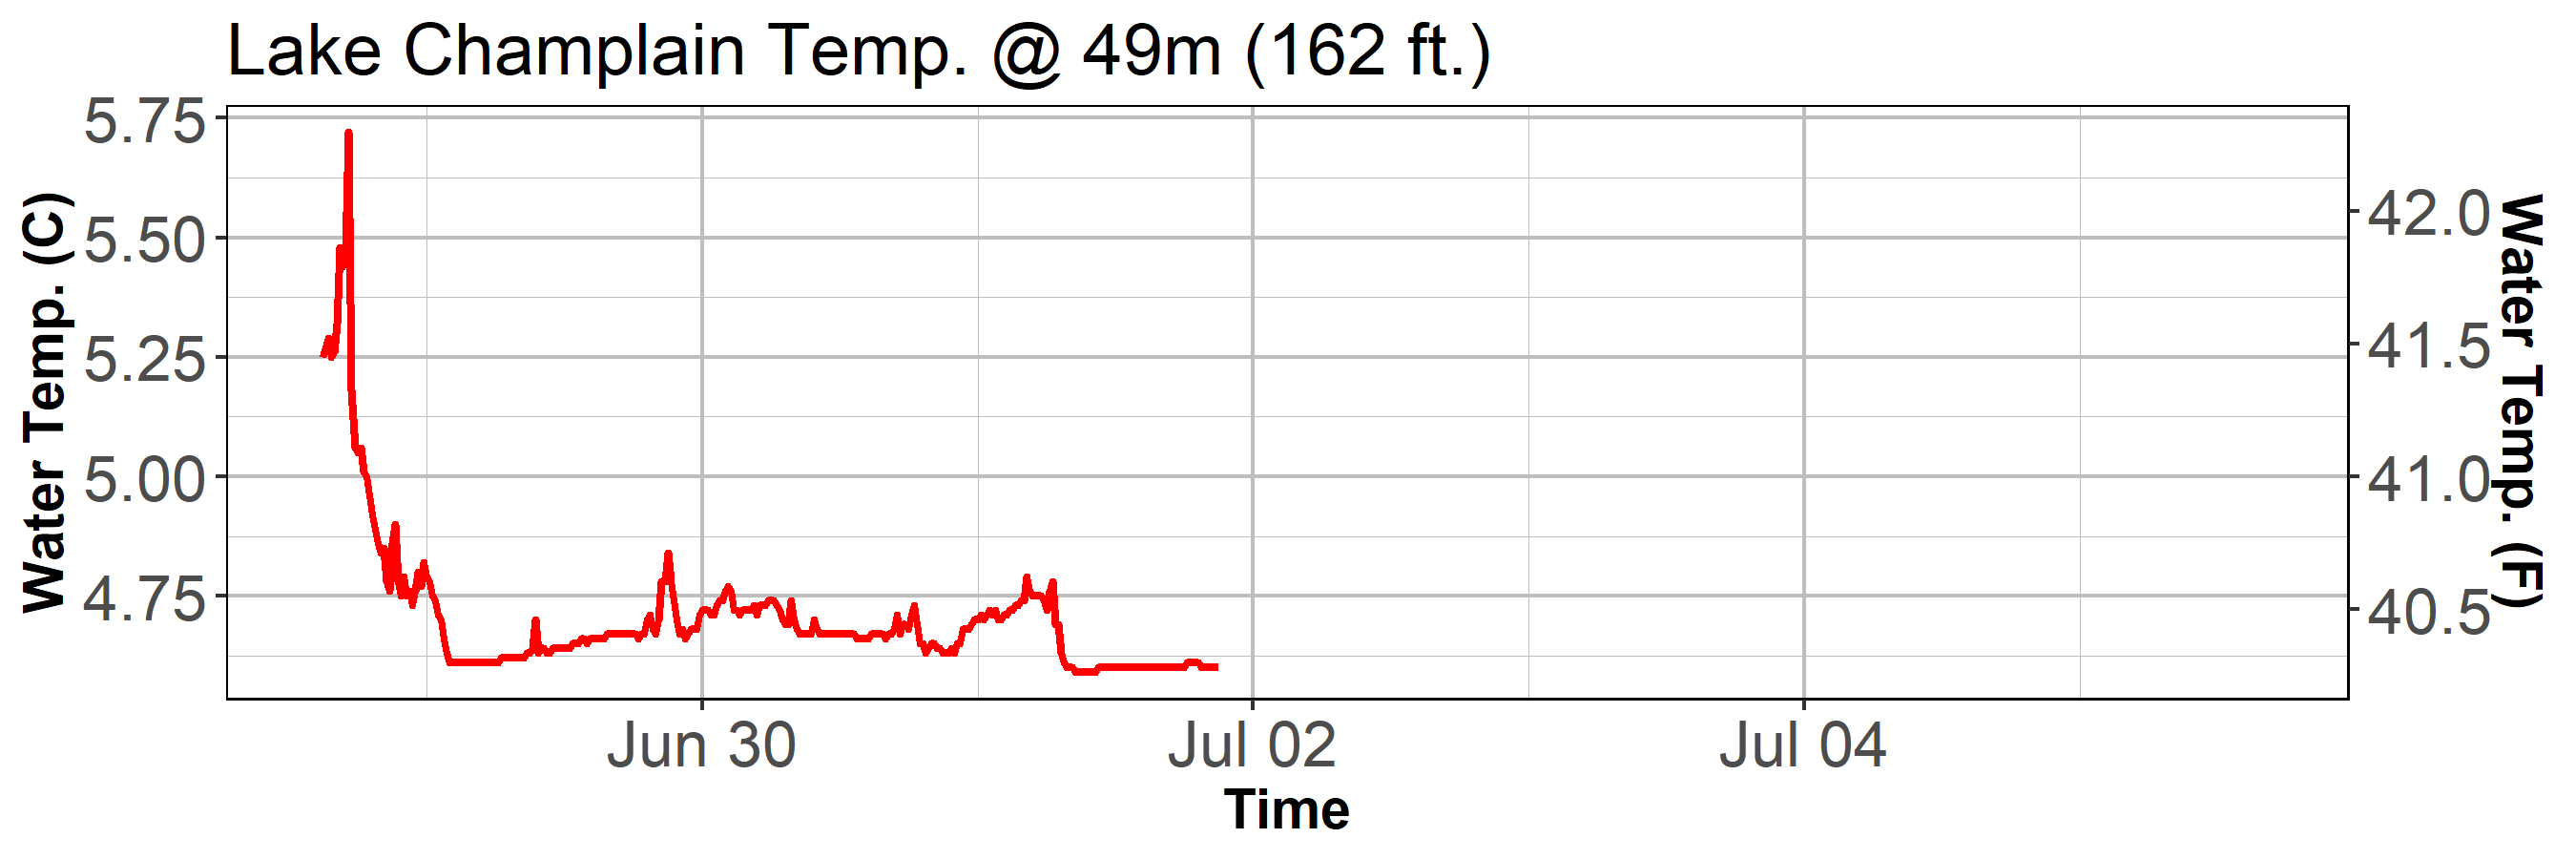 Lake Champlain Temp. @ 49m (162 ft.)
Water Temp. (C)
5.75
5.50
5.25
5.00
4.75
42.0
41.5
41.0
40.5
Water Temp. (F)
Jun 30
Jul 02
Jul 04
Time